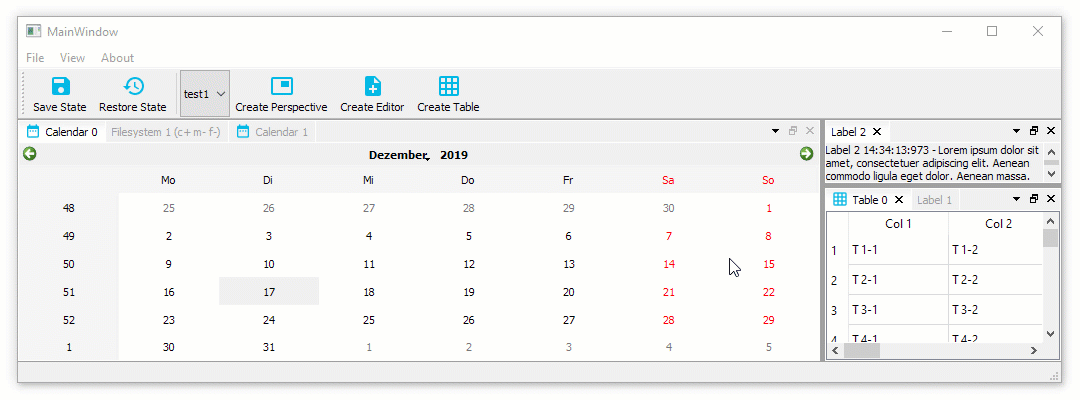 MainWindow
File View About
Save State Restore State test1 Create Perspective Create Editor Create Table
Calendar 0 Filesystem 1 (c+ m- f-) Calendar 1
Dezember, 2019
Mo Di Mi Do Fr Sa So
48 25 26 27 28 29 30 1
49 2 3 4 5 6 7 8
50 9 10 11 12 13 14 15
51 16 17 18 19 20 21 22
52 23 24 25 26 27 28 29
1 30 31 1 2 3 4 5
Label 2
Label 2 14:34:13:973 - Lorem ipsum dolor sit
amet, consectetuer adipiscing elit. Aenean
commodo ligula eget dolor. Aenean massa.
Table 0 Label 1
Col 1 Col 2
1 T 1-1 T 1-2
2 T 2-1 T 2-2
3 T 3-1 T 3-2
4 T 4-1 T 4-2